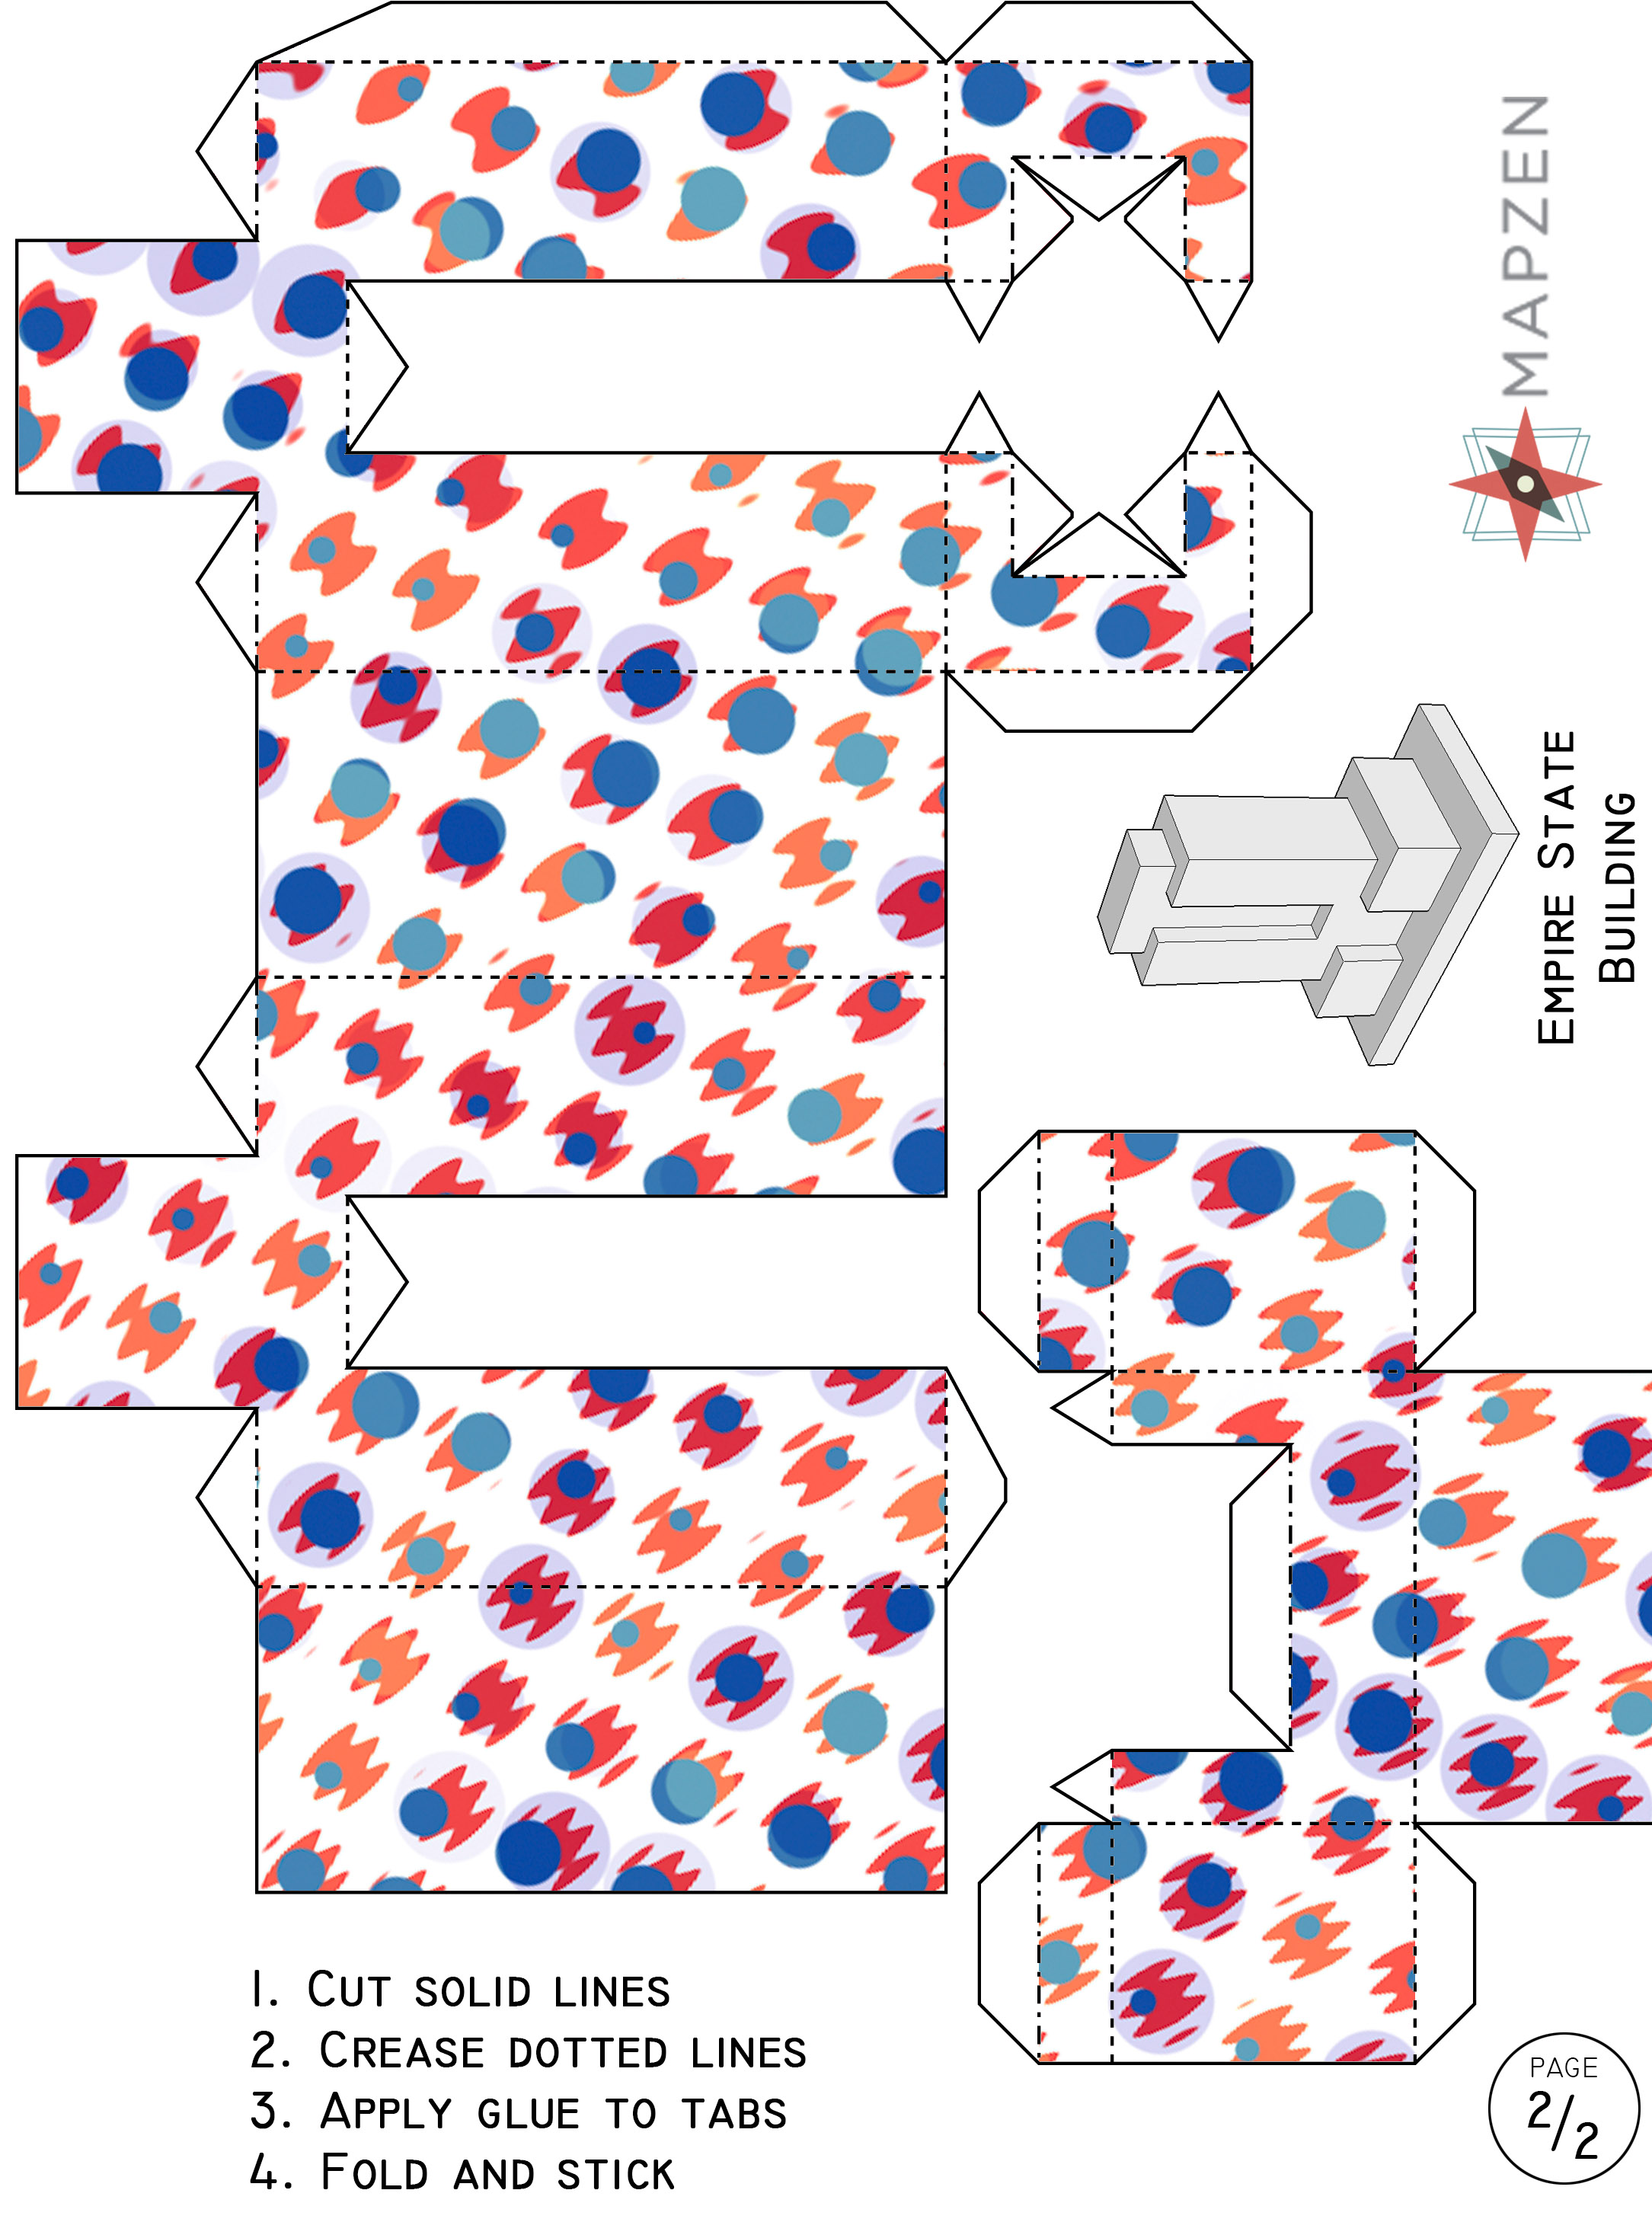 MAPZEN
EMPIRE STATE
BUILDING
1. CUT SOLID LINES
2. CREASE DOTTED LINES
3. APPLY GLUE TO TABS
4. FOLD AND STICK
PAGE
2/2